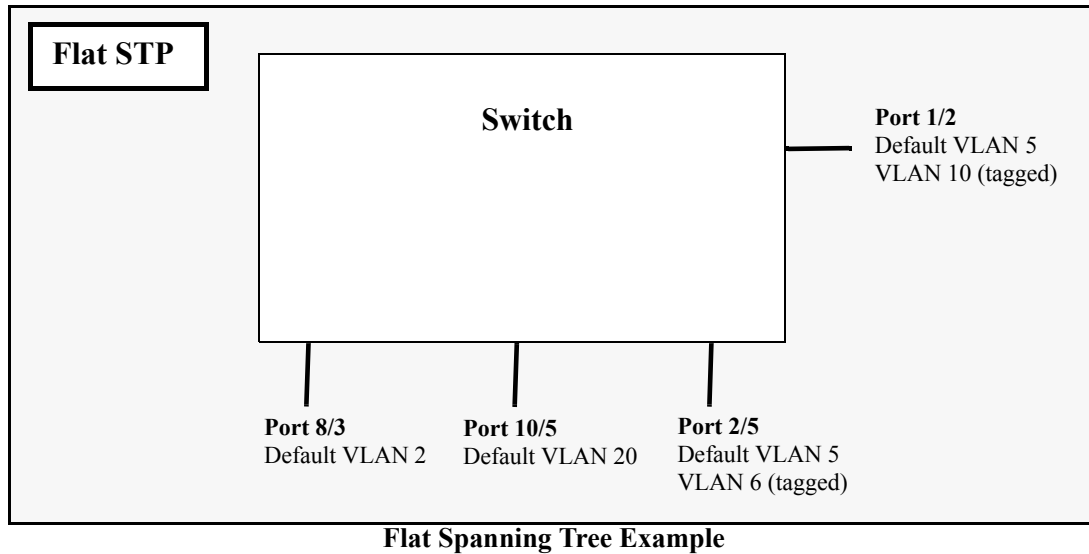 Flat STP
Switch
Port 1/2
Default VLAN 5
VLAN 10 (tagged)
Port 8/3
Default VLAN 2
Port 10/5
Default VLAN 20
Port 2/5
Default VLAN 5
VLAN 6 (tagged)
Flat Spanning Tree Example